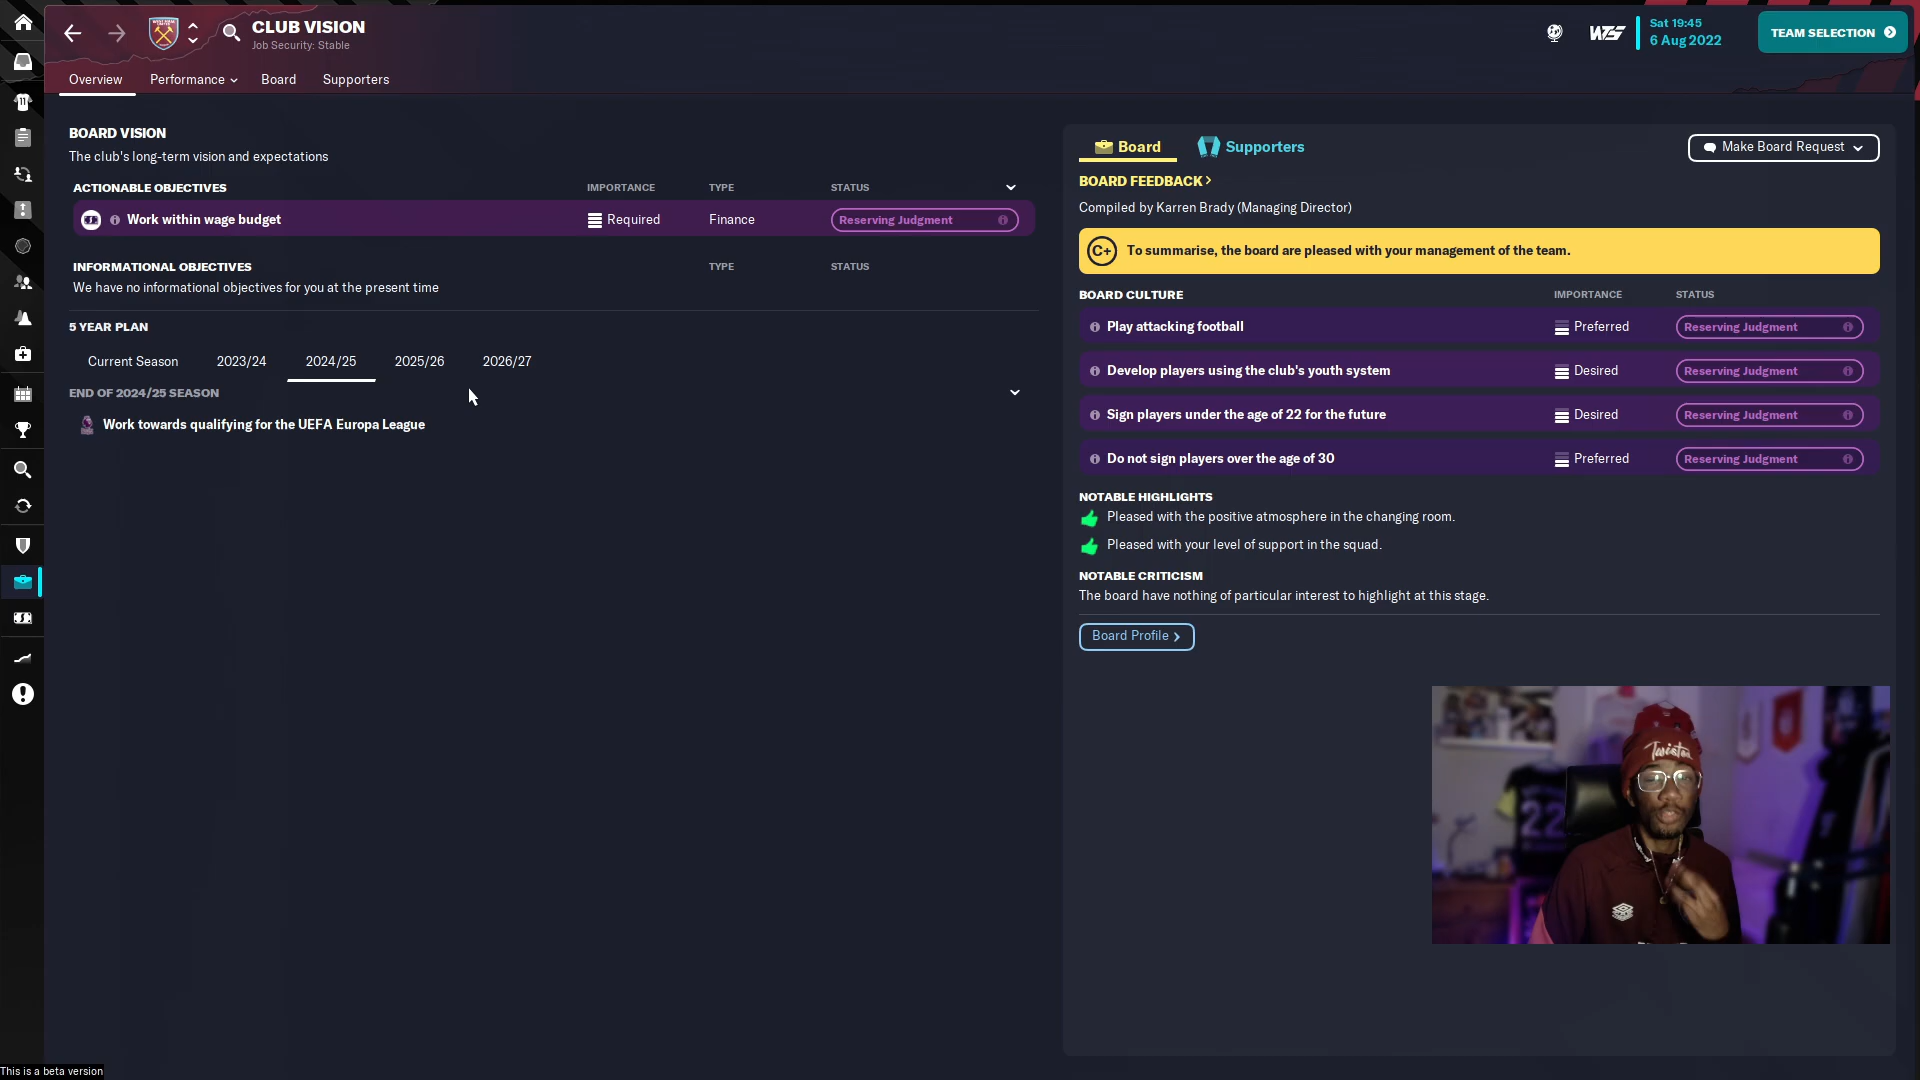 CLUB VISION
Job Security: Stable
Sat 19:45
6 Aug 2022
TEAM SELECTION
Overview
Performance
Board
Supporters
BOARD VISION
The club's long-term vision and expectations
ACTIONABLE OBJECTIVES IMPORTANCE TYPE STATUS
Work within wage budget Required Finance Reserving Judgment
INFORMATIONAL OBJECTIVES TYPE STATUS
We have no informational objectives for you at the present time
5 YEAR PLAN
Current Season 2023/24 2024/25 2025/26 2026/27
END OF 2024/25 SEASON
Work towards qualifying for the UEFA Europa League
Board Supporters
Make Board Request
BOARD FEEDBACK
Compiled by Karren Brady (Managing Director)
C+ To summarise, the board are pleased with your management of the team.
BOARD CULTURE IMPORTANCE STATUS
Play attacking football Preferred Reserving Judgment
Develop players using the club's youth system Desired Reserving Judgment
Sign players under the age of 22 for the future Desired Reserving Judgment
Do not sign players over the age of 30 Preferred Reserving Judgment
NOTABLE HIGHLIGHTS
Pleased with the positive atmosphere in the changing room.
Pleased with your level of support in the squad.
NOTABLE CRITICISM
The board have nothing of particular interest to highlight at this stage.
Board Profile
Twisted
22
This is a beta version